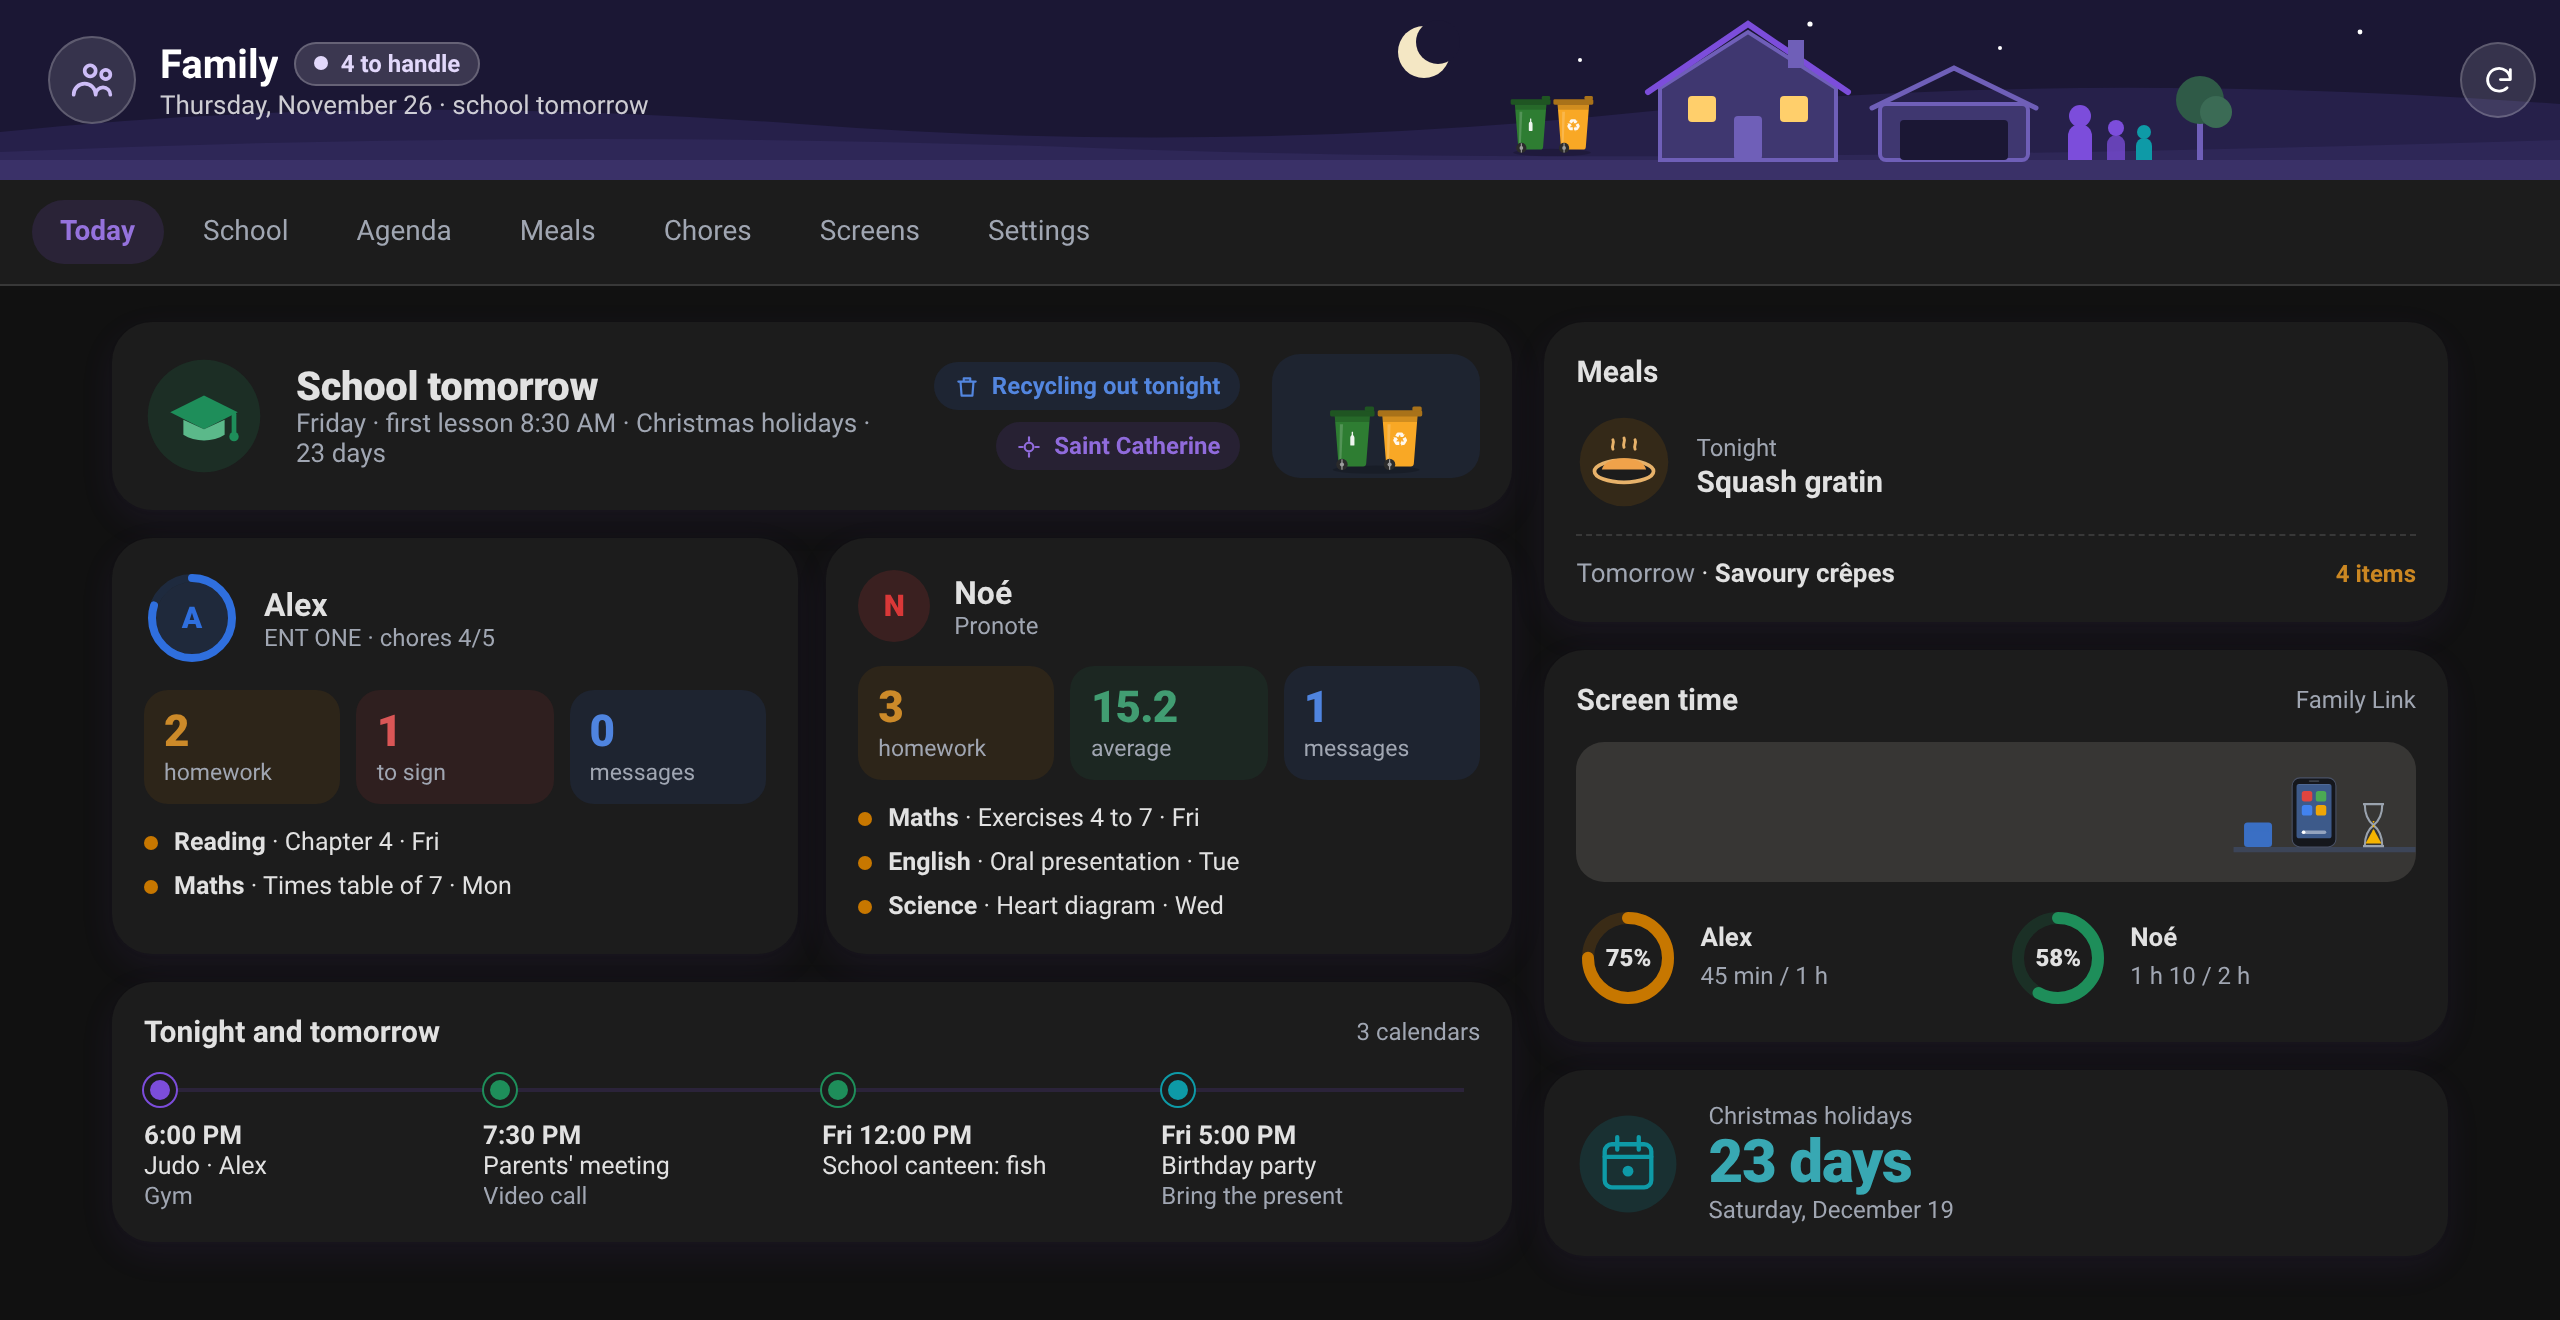 Family
4 to handle
Thursday, November 26 · school tomorrow
Today
School
Agenda
Meals
Chores
Screens
Settings
School tomorrow
Friday · first lesson 8:30 AM · Christmas holidays ·
23 days
Recycling out tonight
Saint Catherine
A
Alex
ENT ONE · chores 4/5
2
homework
1
to sign
0
messages
Reading · Chapter 4 · Fri
Maths · Times table of 7 · Mon
N
Noé
Pronote
3
homework
15.2
average
1
messages
Maths · Exercises 4 to 7 · Fri
English · Oral presentation · Tue
Science · Heart diagram · Wed
Tonight and tomorrow
3 calendars
6:00 PM
Judo · Alex
Gym
7:30 PM
Parents' meeting
Video call
Fri 12:00 PM
School canteen: fish
Fri 5:00 PM
Birthday party
Bring the present
Meals
Tonight
Squash gratin
Tomorrow · Savoury crêpes
4 items
Screen time
Family Link
75%
Alex
45 min / 1 h
58%
Noé
1 h 10 / 2 h
Christmas holidays
23 days
Saturday, December 19